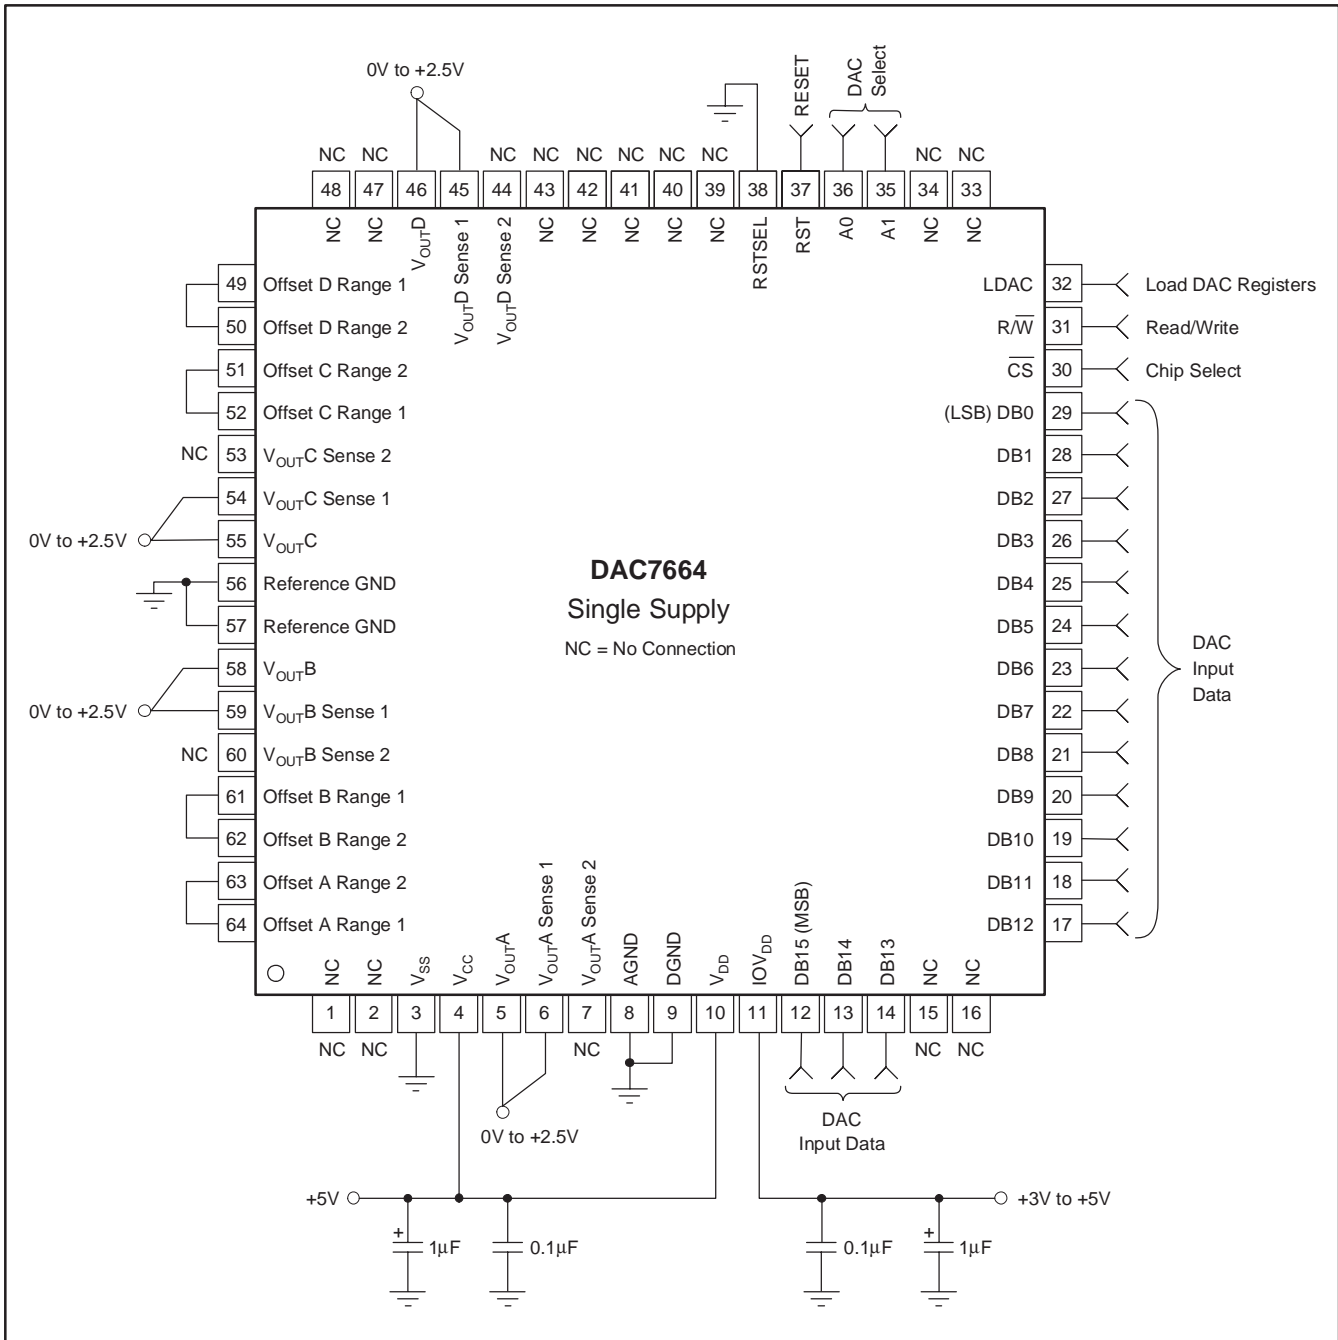 0V to +2.5V
RESET
DAC
Select
NC NC NC NC NC NC NC NC NC NC
48 47 46 45 44 43 42 41 40 39 38 37 36 35 34 33
NC
NC
VOUTD
VOUTD Sense 1
VOUTD Sense 2
NC
NC
NC
NC
NC
RSTSEL
RST
A0
A1
NC
NC
49 Offset D Range 1
50 Offset D Range 2
51 Offset C Range 2
52 Offset C Range 1
NC 53 VOUTC Sense 2
54 VOUTC Sense 1
0V to +2.5V 55 VOUTC
56 Reference GND
57 Reference GND
58 VOUTB
0V to +2.5V 59 VOUTB Sense 1
NC 60 VOUTB Sense 2
61 Offset B Range 1
62 Offset B Range 2
63 Offset A Range 2
64 Offset A Range 1
DAC7664
Single Supply
NC = No Connection
LDAC 32 Load DAC Registers
R/W̅ 31 Read/Write
C̅S̅ 30 Chip Select
(LSB) DB0 29
DB1 28
DB2 27
DB3 26
DB4 25
DB5 24
DB6 23
DB7 22
DB8 21
DB9 20
DB10 19
DB11 18
DB12 17
DAC
Input
Data
NC
NC
VSS
VCC
VOUTA
VOUTA Sense 1
VOUTA Sense 2
AGND
DGND
VDD
IOVDD
DB15 (MSB)
DB14
DB13
NC
NC
1 2 3 4 5 6 7 8 9 10 11 12 13 14 15 16
NC NC NC NC NC
0V to +2.5V
DAC
Input Data
+5V
+3V to +5V
+ 1µF
0.1µF
0.1µF
+ 1µF